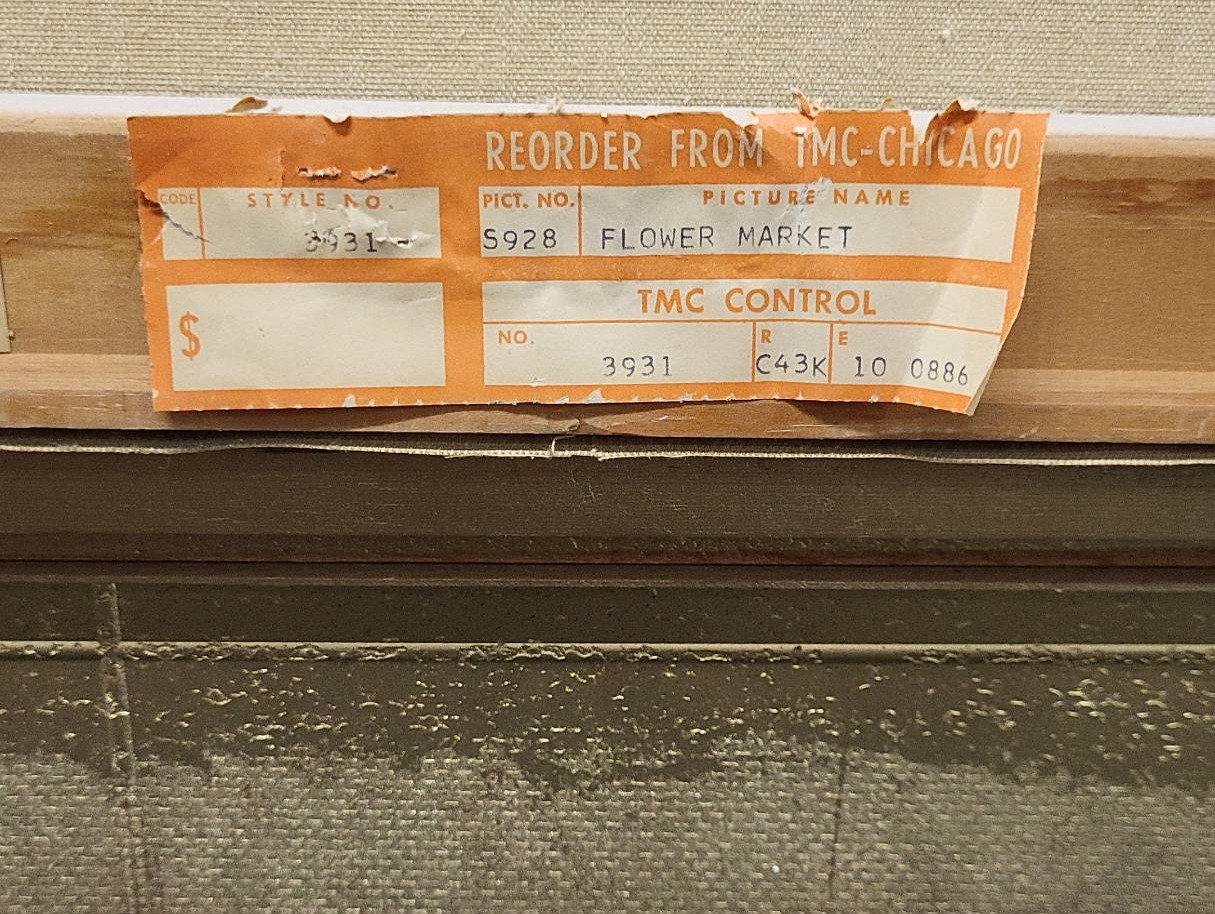 REORDER FROM TMC-CHICAGO
CODE STYLE NO. PICT. NO. PICTURE NAME
3931 - S928 FLOWER MARKET
$ TMC CONTROL
NO. R E
3931 C43K 10 0886